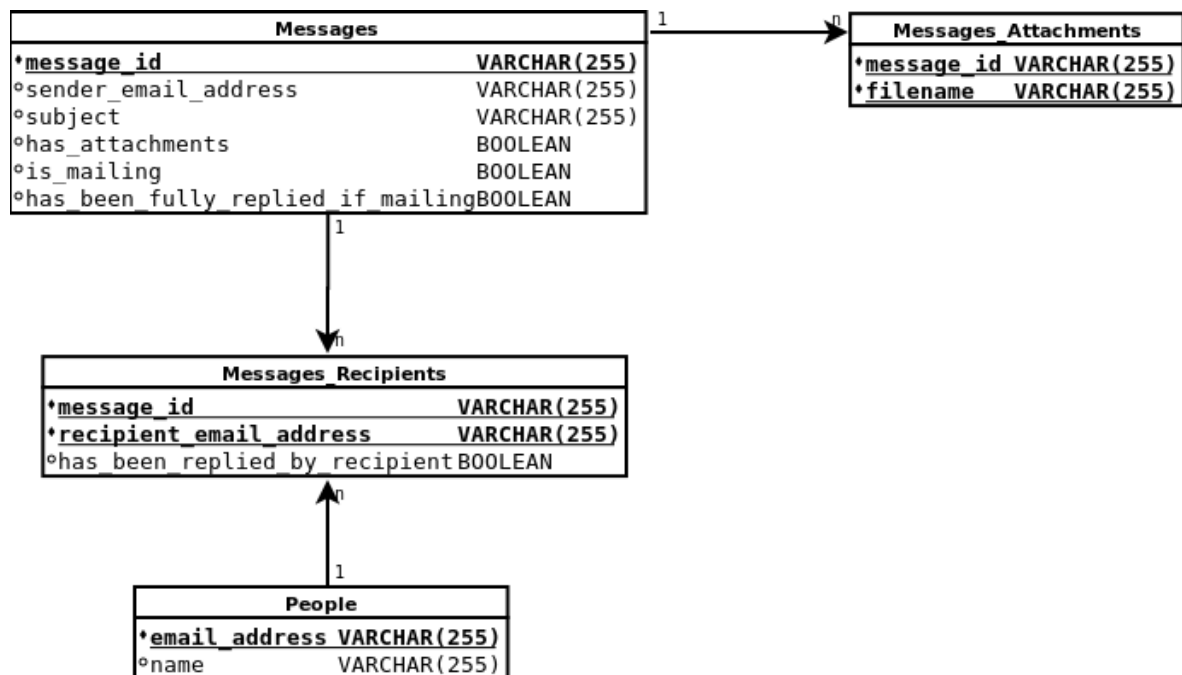 Messages
message_id VARCHAR(255)
sender_email_address VARCHAR(255)
subject VARCHAR(255)
has_attachments BOOLEAN
is_mailing BOOLEAN
has_been_fully_replied_if_mailing BOOLEAN
1
n
Messages_Attachments
message_id VARCHAR(255)
filename VARCHAR(255)
1
n
Messages_Recipients
message_id VARCHAR(255)
recipient_email_address VARCHAR(255)
has_been_replied_by_recipient BOOLEAN
n
1
People
email_address VARCHAR(255)
name VARCHAR(255)